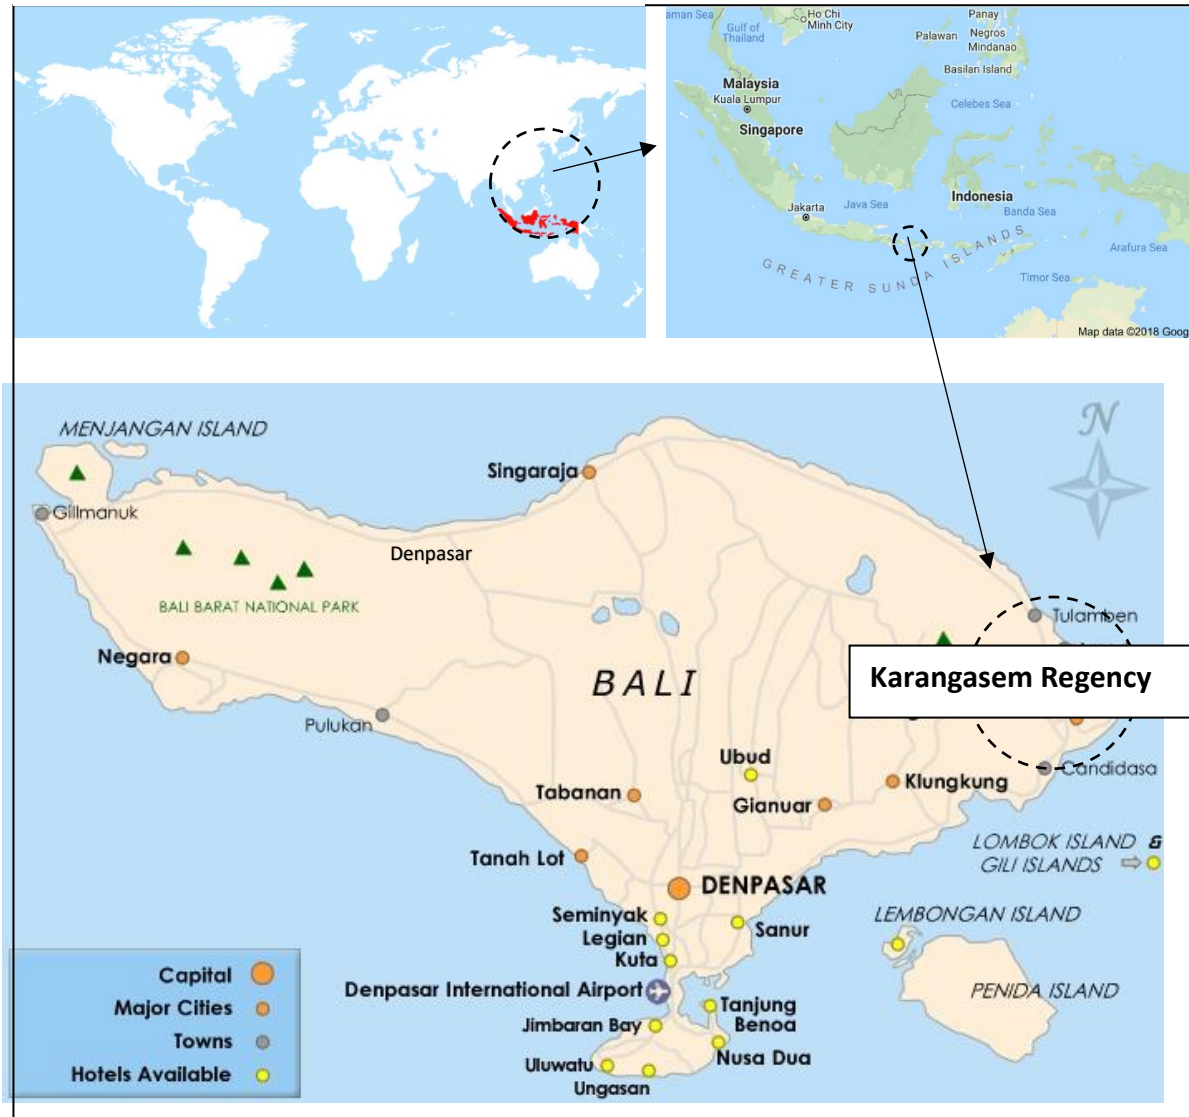 aman Sea
Gulf of
Thailand
Ho Chi
Minh City
Palawan
Panay
Negros
Mindanao
Basilan Island
Malaysia
Kuala Lumpur
Singapore
Celebes Sea
Indonesia
Jakarta
Java Sea
Banda Sea
Arafura Sea
GREATER SUNDA ISLANDS
Timor Sea
Map data ©2018 Goog
MENJANGAN ISLAND
N
Singaraja
Gillmanuk
Denpasar
BALI BARAT NATIONAL PARK
Tulamben
Negara
BALI
Karangasem Regency
Pulukan
Ubud
Candidasa
Tabanan
Klungkung
Gianuar
Tanah Lot
LOMBOK ISLAND &
GILI ISLANDS
DENPASAR
Seminyak
LEMBONGAN ISLAND
Legian
Sanur
Kuta
Capital
Denpasar International Airport
PENIDA ISLAND
Major Cities
Tanjung
Benoa
Jimbaran Bay
Towns
Nusa Dua
Hotels Available
Uluwatu
Ungasan